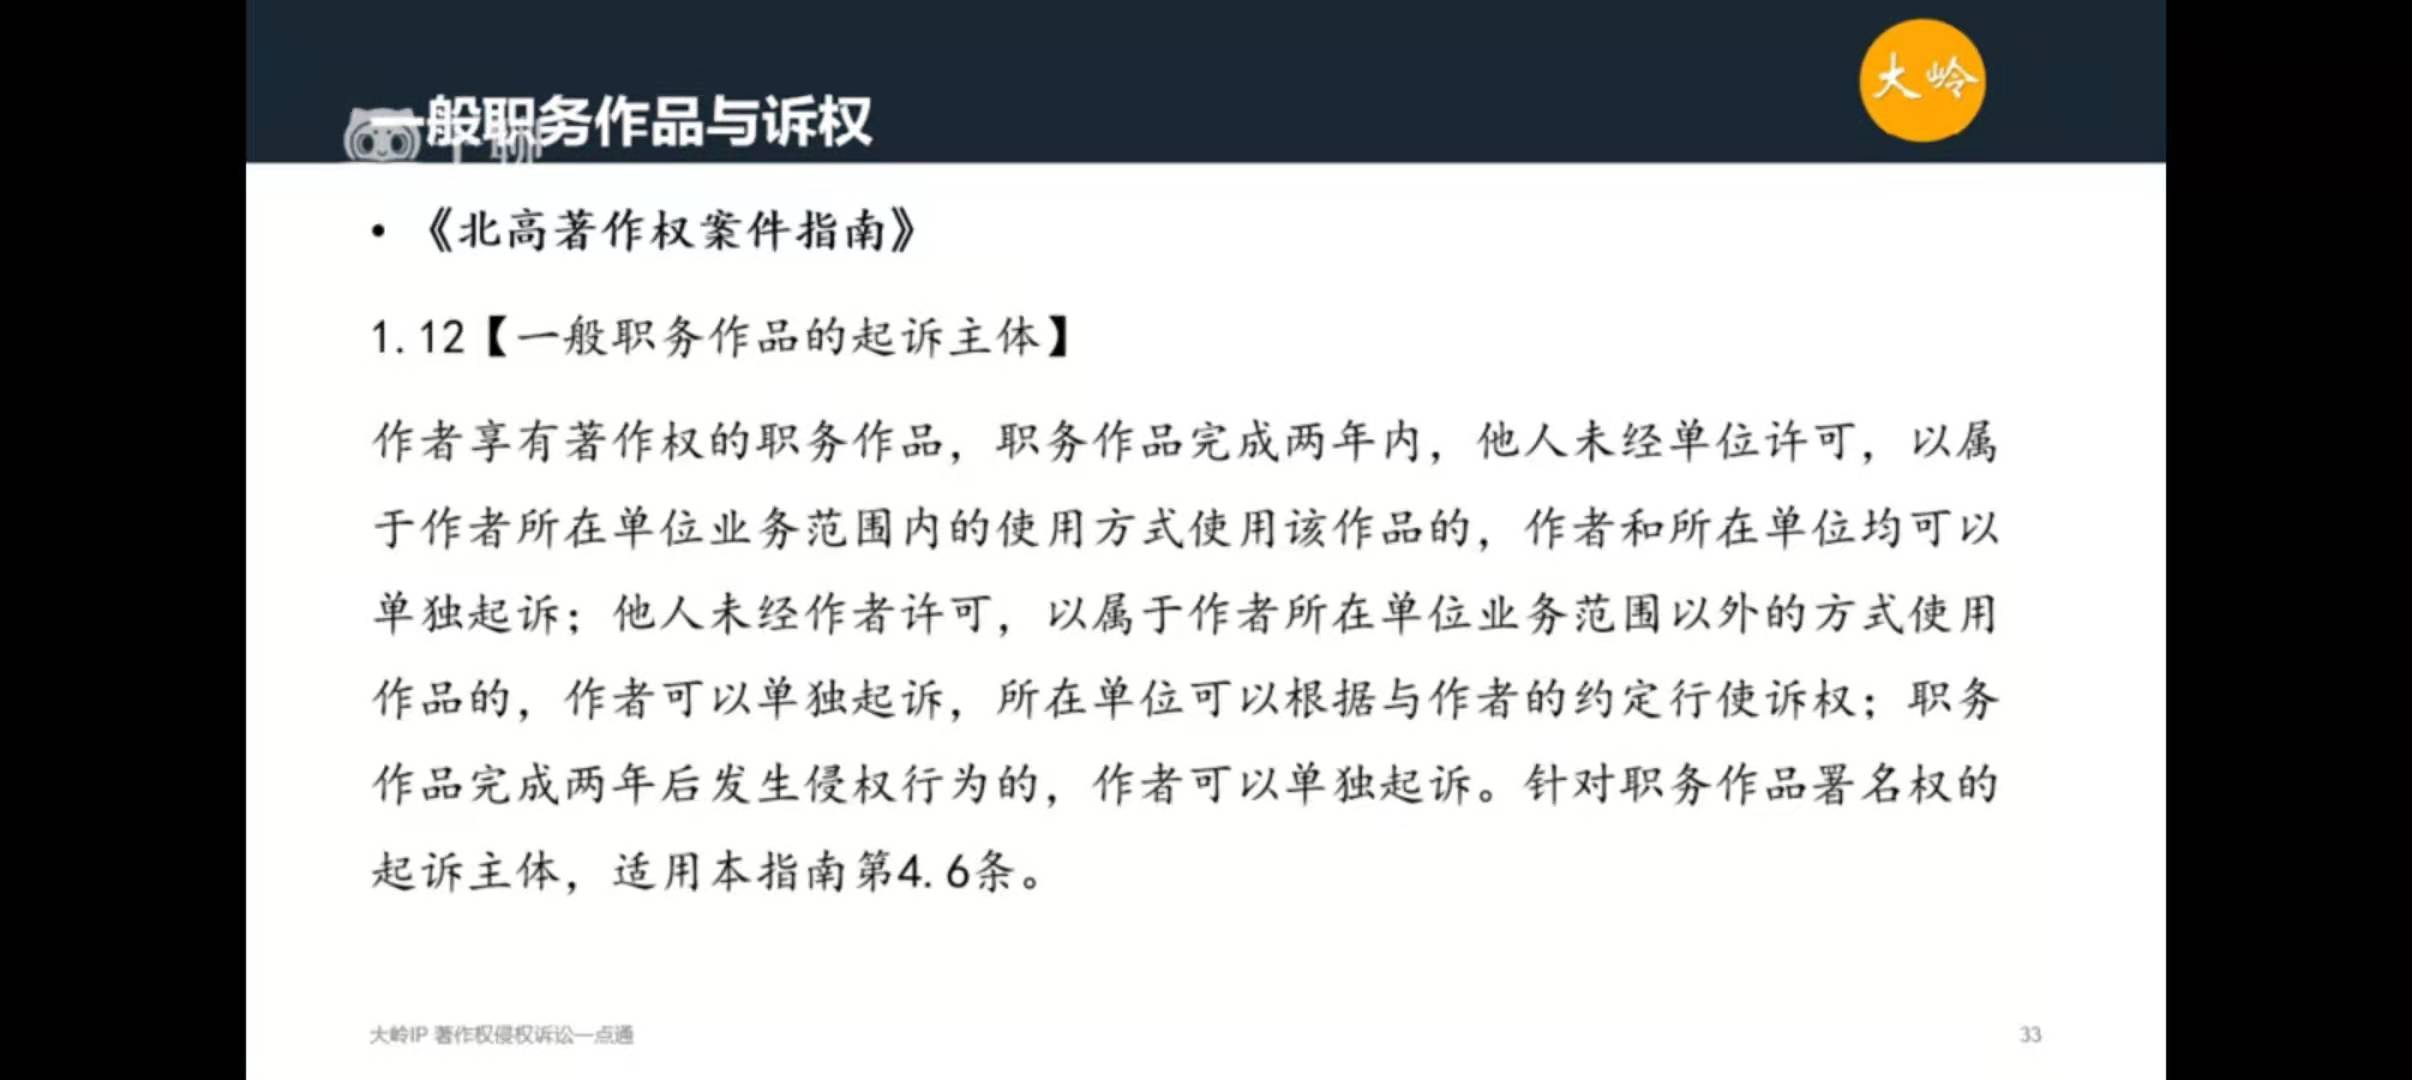 大岭
一般职务作品与诉权
• 《北高著作权案件指南》
1.12【一般职务作品的起诉主体】
作者享有著作权的职务作品，职务作品完成两年内，他人未经单位许可，以属
于作者所在单位业务范围内的使用方式使用该作品的，作者和所在单位均可以
单独起诉；他人未经作者许可，以属于作者所在单位业务范围以外的方式使用
作品的，作者可以单独起诉，所在单位可以根据与作者的约定行使诉权；职务
作品完成两年后发生侵权行为的，作者可以单独起诉。针对职务作品署名权的
起诉主体，适用本指南第4.6条。
大岭IP 著作权侵权诉讼一点通
33